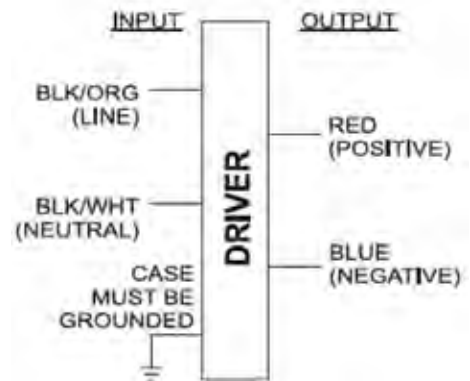 INPUT
OUTPUT
BLK/ORG
(LINE)
RED
(POSITIVE)
BLK/WHT
(NEUTRAL)
DRIVER
BLUE
(NEGATIVE)
CASE
MUST BE
GROUNDED